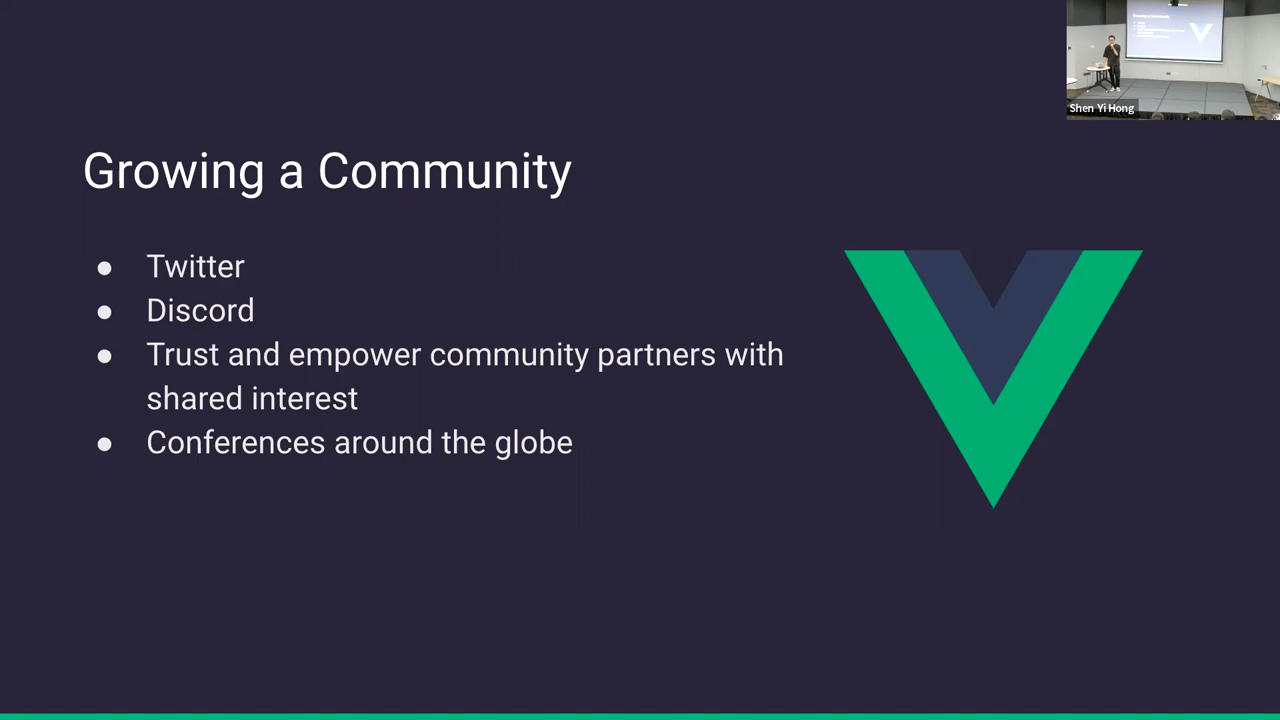 Shen Yi Hong
Growing a Community
● Twitter
● Discord
● Trust and empower community partners with
shared interest
● Conferences around the globe